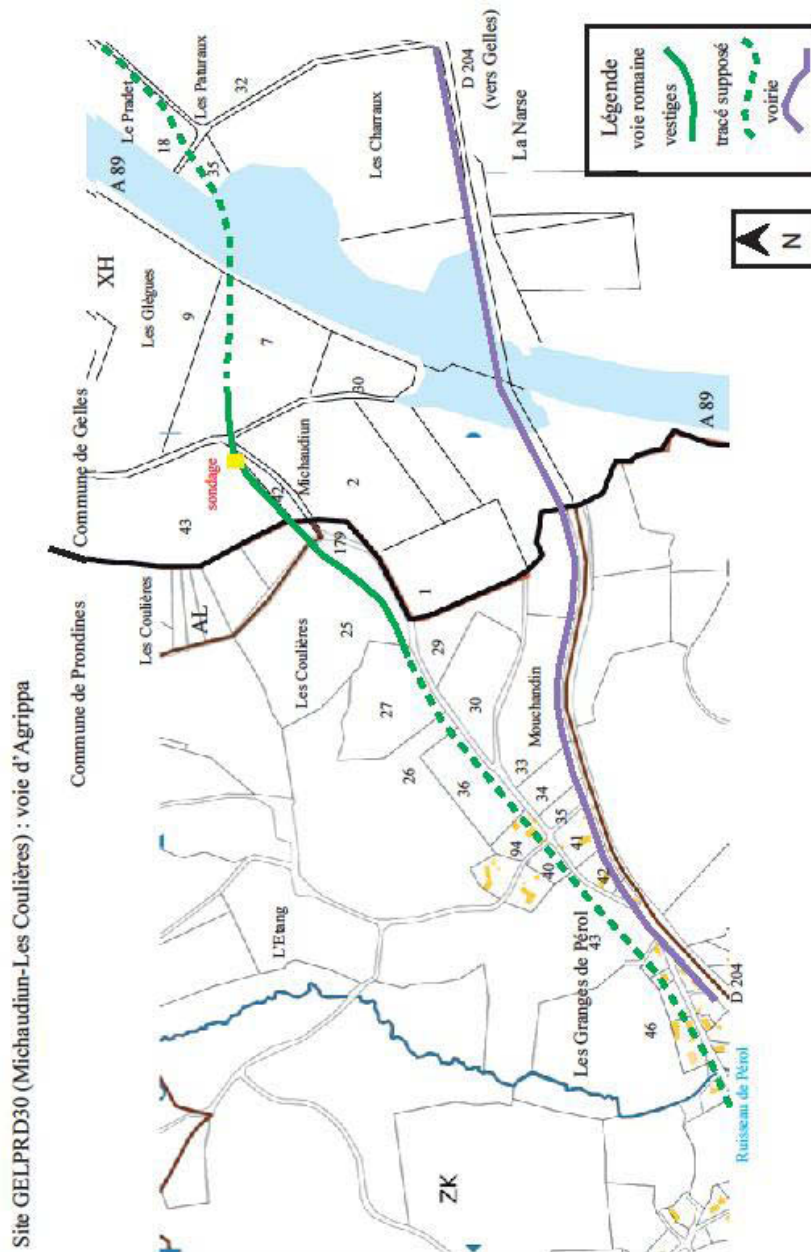 Site GELPRD30 (Michaudiun-Les Coulières) : voie d'Agrippa
Commune de Prondines
Commune de Gelles
XH
Le Pradet
A 89
18
Les Paturaux
32
35
Les Glègues
9
7
30
43
sondage
42
Michaudiun
2
179
1
Les Coulières
AL
Les Coulières
25
27
26
29
30
36
33
34
35
Mouchandin
94
40
41
42
43
L'Etang
Les Granges de Pérol
46
ZK
Ruisseau de Pérol
D 204
A 89
Les Charraux
D 204
(vers Gelles)
La Narse
N
Légende
voie romaine
vestiges
tracé supposé
voirie